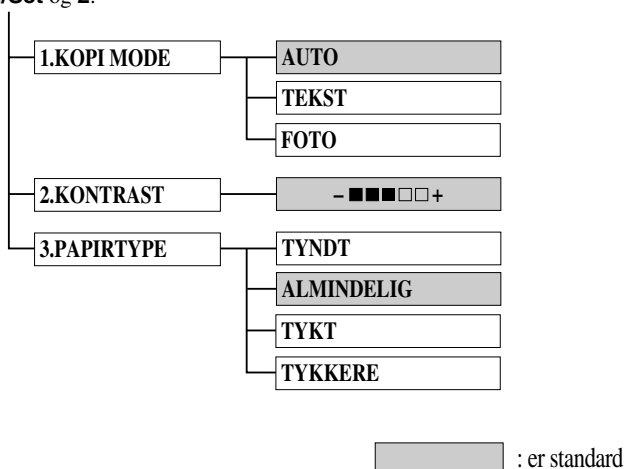 /Set og 2.
1.KOPI MODE AUTO
TEKST
FOTO
2.KONTRAST – ■■■□□+
3.PAPIRTYPE TYNDT
ALMINDELIG
TYKT
TYKKERE
: er standard